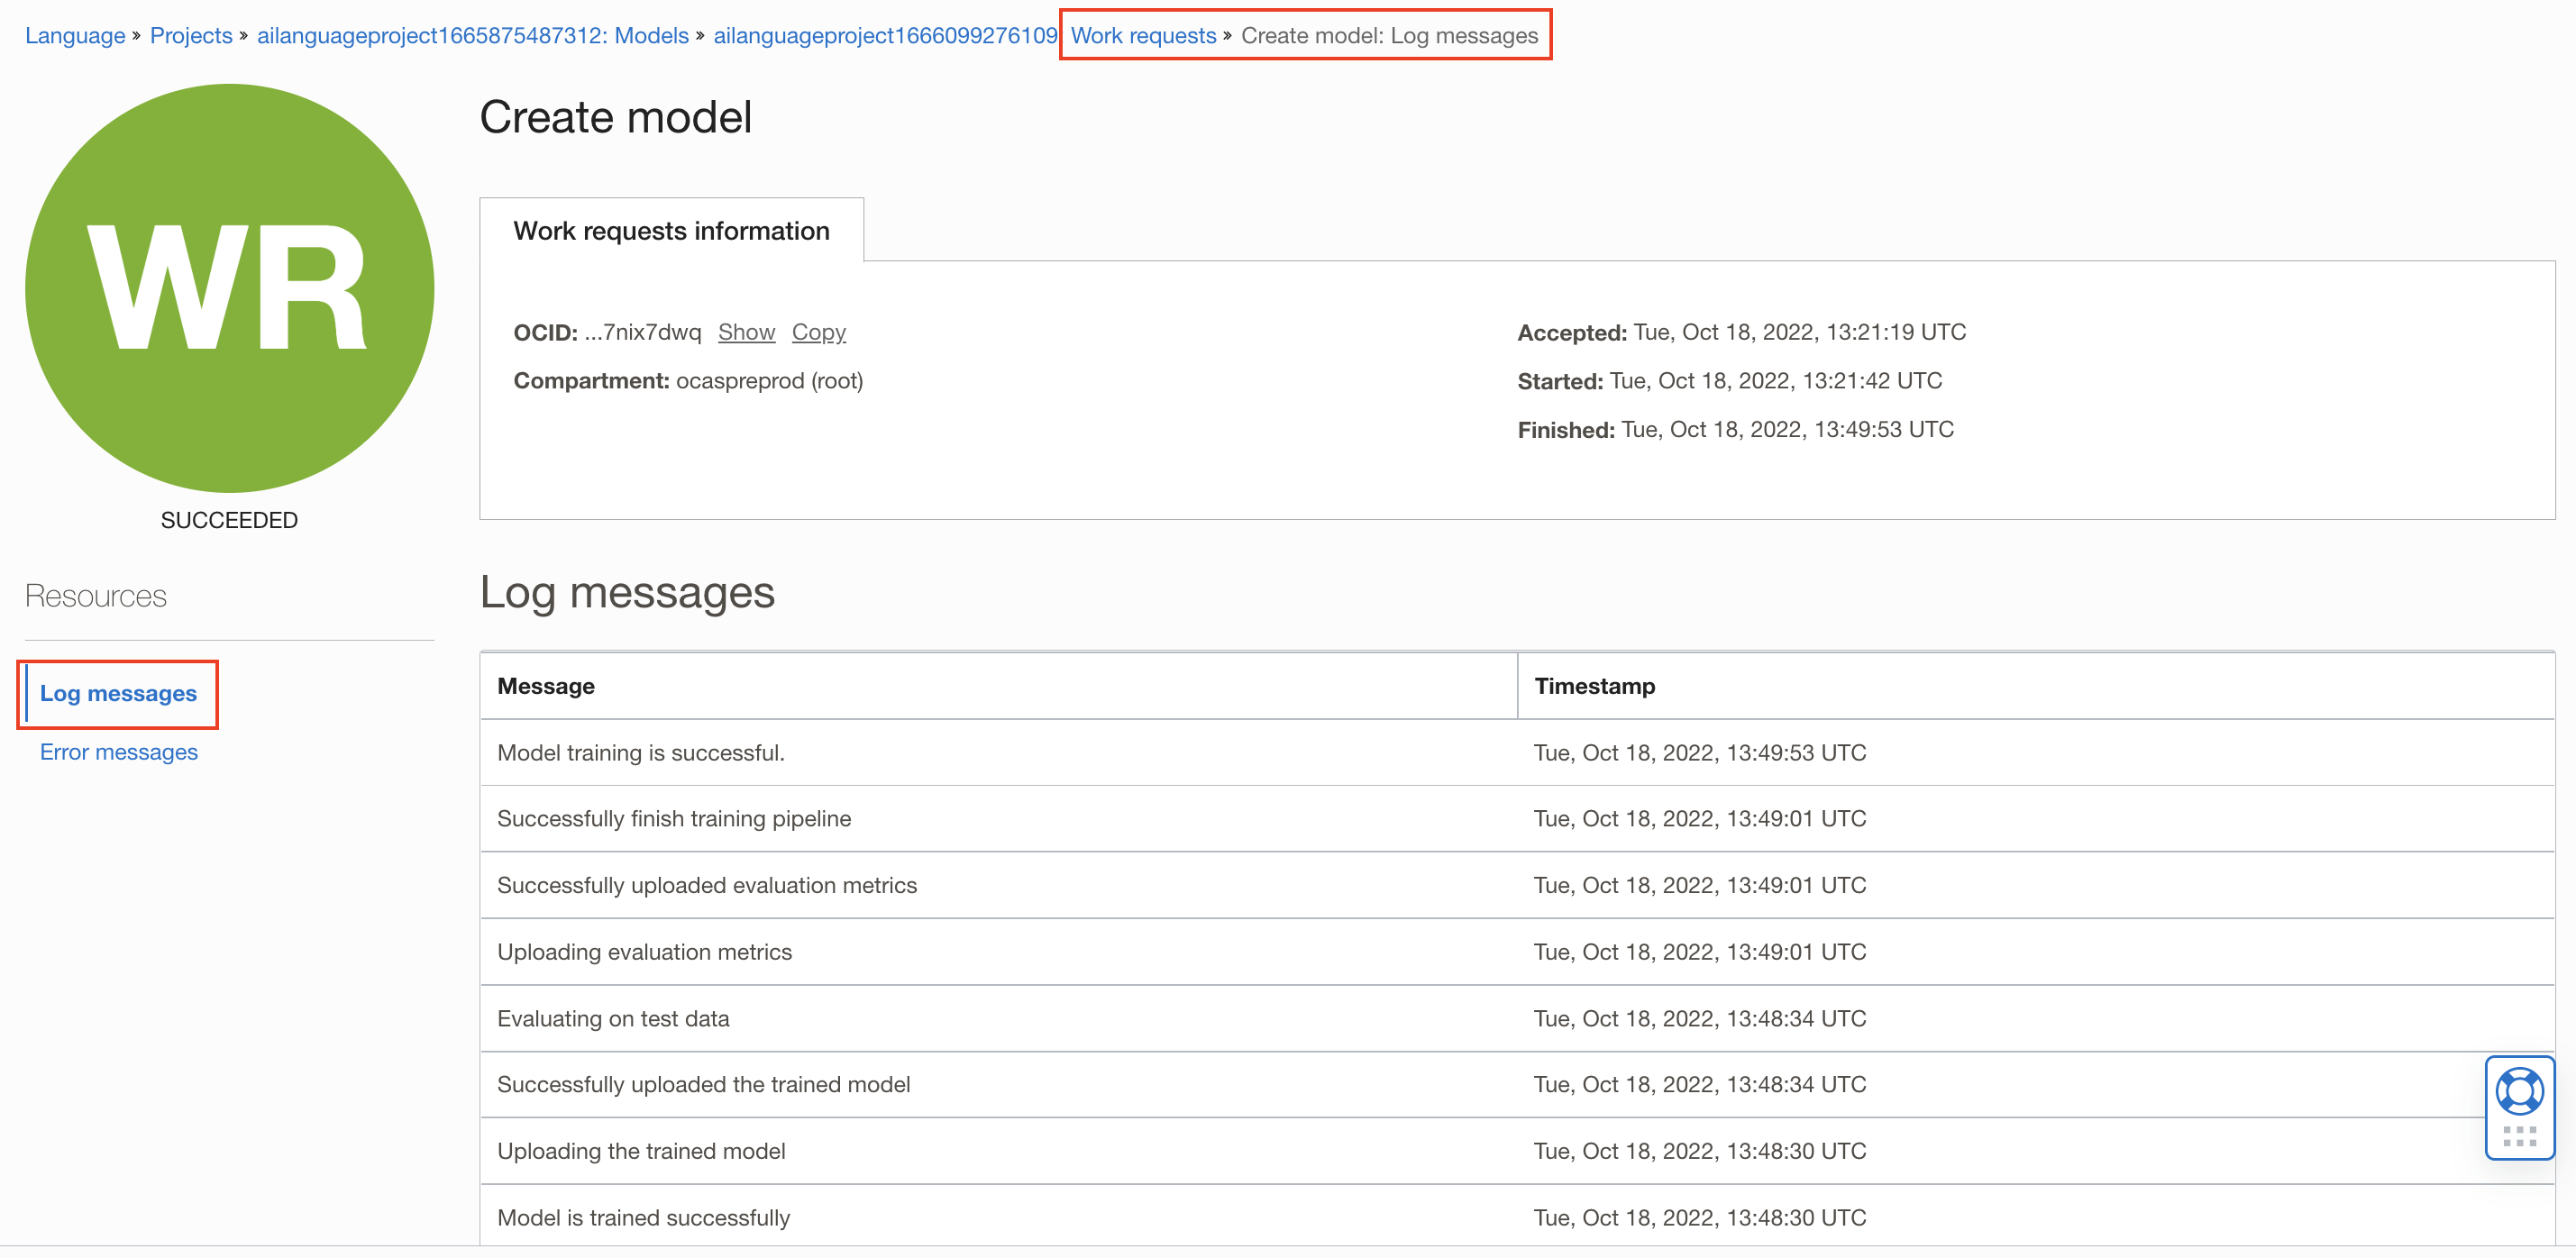 Language » Projects » ailanguageproject1665875487312: Models » ailanguageproject1666099276109 Work requests » Create model: Log messages
WR
SUCCEEDED
Create model
Work requests information
OCID: ...7nix7dwq Show Copy
Compartment: ocaspreprod (root)
Accepted: Tue, Oct 18, 2022, 13:21:19 UTC
Started: Tue, Oct 18, 2022, 13:21:42 UTC
Finished: Tue, Oct 18, 2022, 13:49:53 UTC
Resources
Log messages
Error messages
Log messages
Message Timestamp
Model training is successful. Tue, Oct 18, 2022, 13:49:53 UTC
Successfully finish training pipeline Tue, Oct 18, 2022, 13:49:01 UTC
Successfully uploaded evaluation metrics Tue, Oct 18, 2022, 13:49:01 UTC
Uploading evaluation metrics Tue, Oct 18, 2022, 13:49:01 UTC
Evaluating on test data Tue, Oct 18, 2022, 13:48:34 UTC
Successfully uploaded the trained model Tue, Oct 18, 2022, 13:48:34 UTC
Uploading the trained model Tue, Oct 18, 2022, 13:48:30 UTC
Model is trained successfully Tue, Oct 18, 2022, 13:48:30 UTC